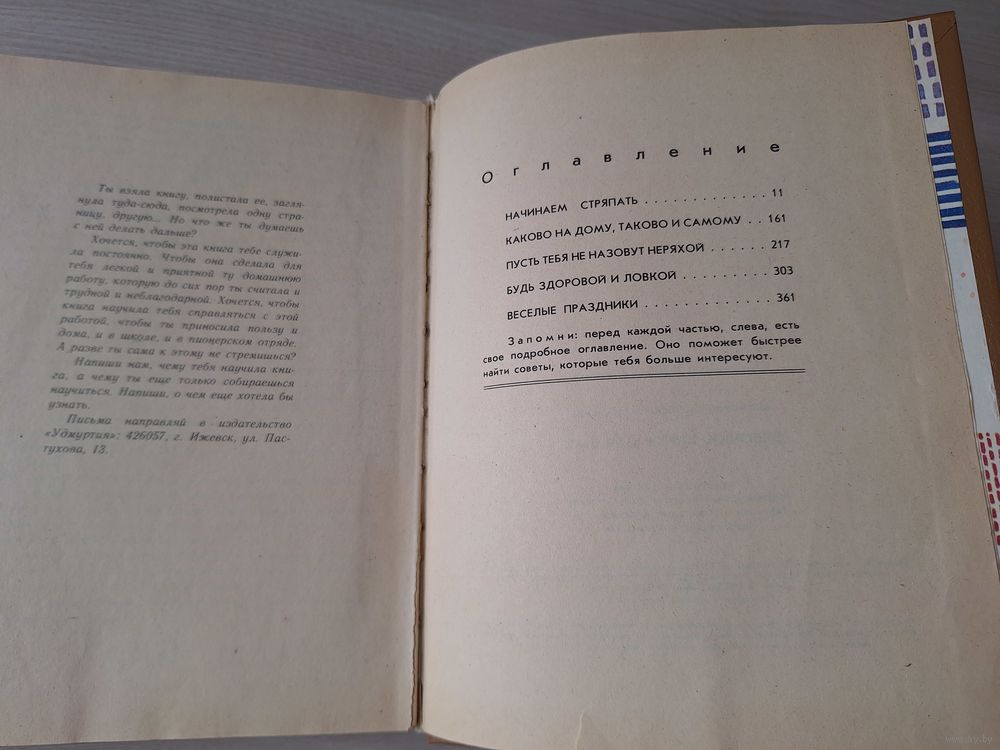 Ты взяла книгу, полистала ее, загля-
нула туда-сюда, посмотрела одну стра-
ницу, другую... Но что же ты думаешь
с ней делать дальше?
Хочется, чтобы эта книга тебе служи-
ла постоянно. Чтобы она сделала для
тебя легкой и приятной ту домашнюю
работу, которую до сих пор ты считала и
трудной и неблагодарной. Хочется, чтобы
книга научила тебя справляться с этой
работой, чтобы ты приносила пользу и
дома, и в школе, и в пионерском отряде.
А разве ты сама к этому не стремишься?
Напиши нам, чему тебя научила кни-
га, а чему ты еще только собираешься
научиться. Напиши, о чем еще хотела бы
узнать.
Письма направляй в издательство
«Удмуртия»: 426057, г. Ижевск, ул. Пас-
тухова, 13.
Оглавление
НАЧИНАЕМ СТРЯПАТЬ . . . . . . . . . . . 11
КАКОВО НА ДОМУ, ТАКОВО И САМОМУ . . 161
ПУСТЬ ТЕБЯ НЕ НАЗОВУТ НЕРЯХОЙ . . . . . 217
БУДЬ ЗДОРОВОЙ И ЛОВКОЙ . . . . . . . . 303
ВЕСЕЛЫЕ ПРАЗДНИКИ . . . . . . . . . . . 361
Запомни: перед каждой частью, слева, есть
свое подробное оглавление. Оно поможет быстрее
найти советы, которые тебя больше интересуют.